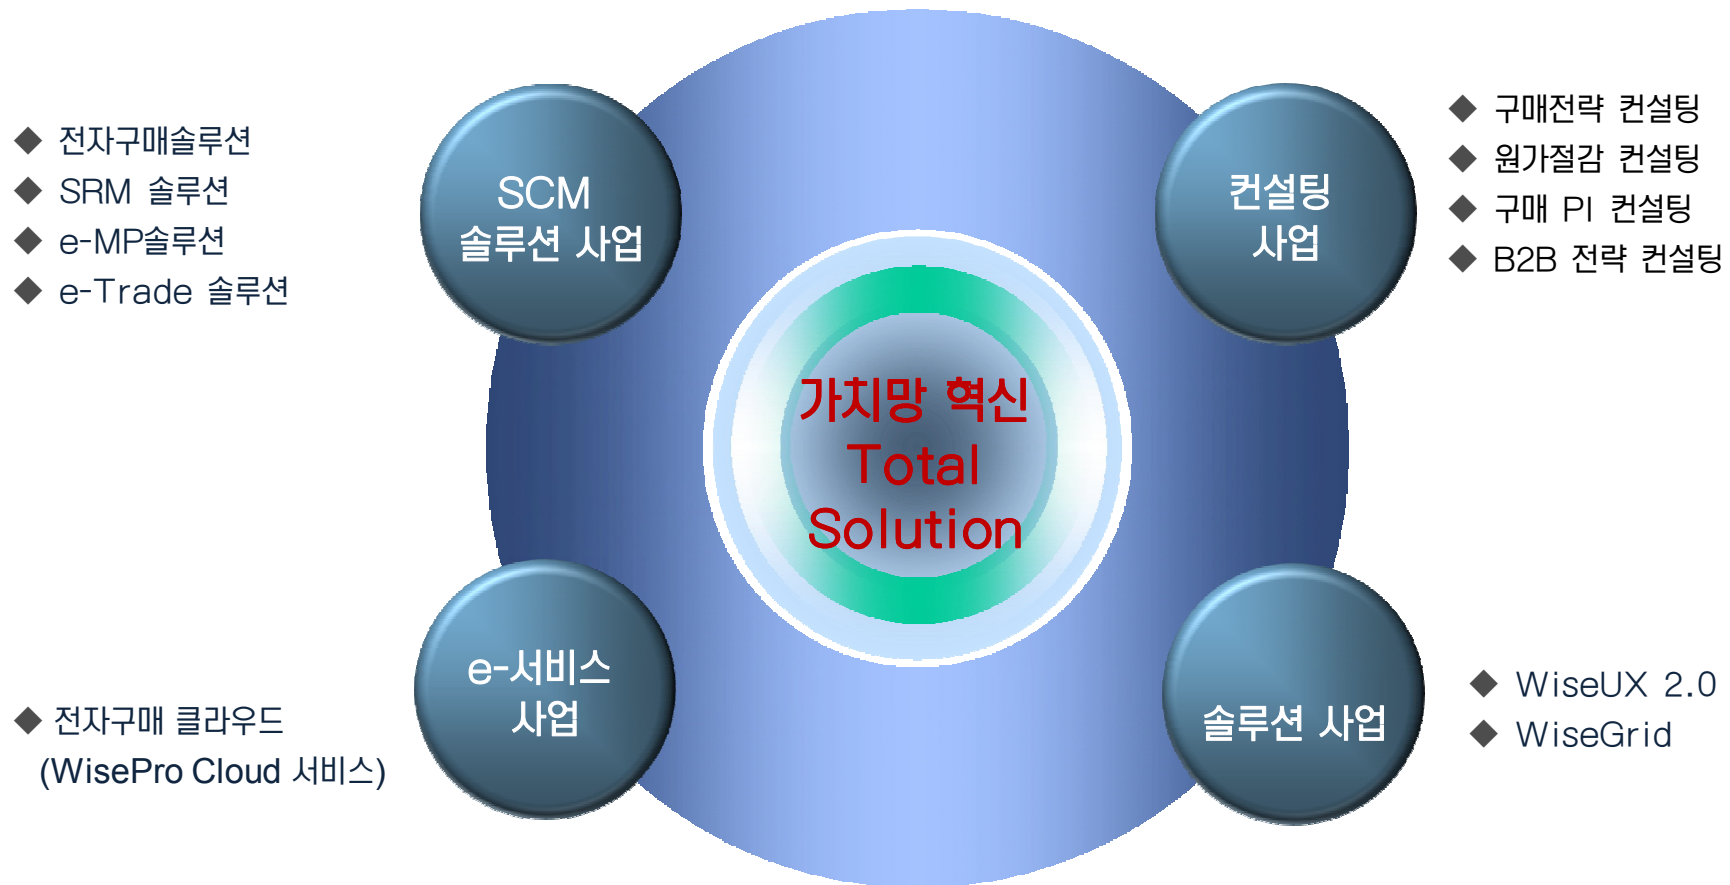 ◆ 전자구매솔루션
◆ SRM 솔루션
◆ e-MP솔루션
◆ e-Trade 솔루션
SCM
솔루션 사업
컨설팅
사업
◆ 구매전략 컨설팅
◆ 원가절감 컨설팅
◆ 구매 PI 컨설팅
◆ B2B 전략 컨설팅
가치망 혁신
Total
Solution
◆ 전자구매 클라우드
(WisePro Cloud 서비스)
e-서비스
사업
솔루션 사업
◆ WiseUX 2.0
◆ WiseGrid